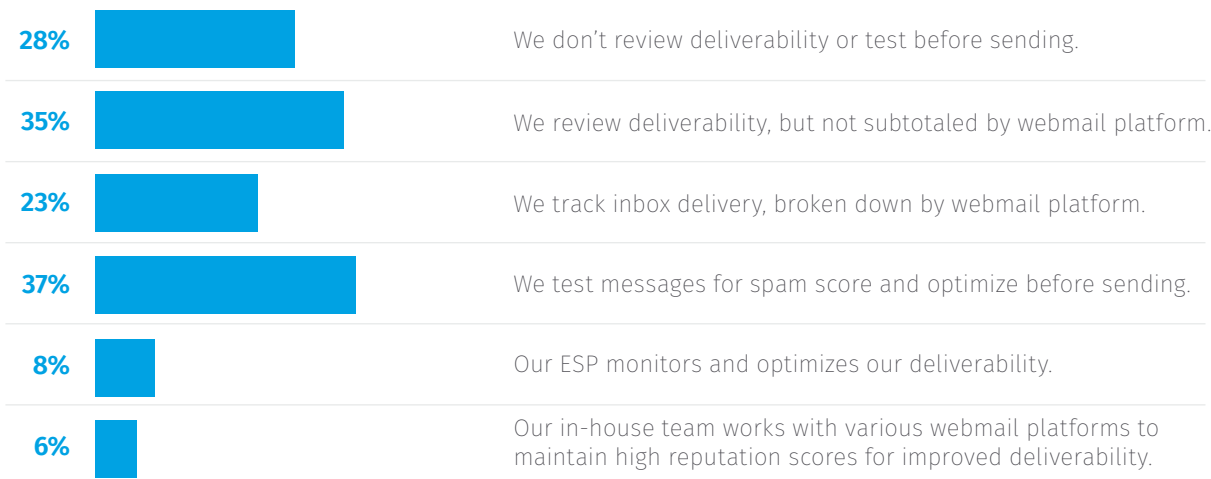 28% We don’t review deliverability or test before sending.
35% We review deliverability, but not subtotaled by webmail platform.
23% We track inbox delivery, broken down by webmail platform.
37% We test messages for spam score and optimize before sending.
8% Our ESP monitors and optimizes our deliverability.
6% Our in-house team works with various webmail platforms to
maintain high reputation scores for improved deliverability.